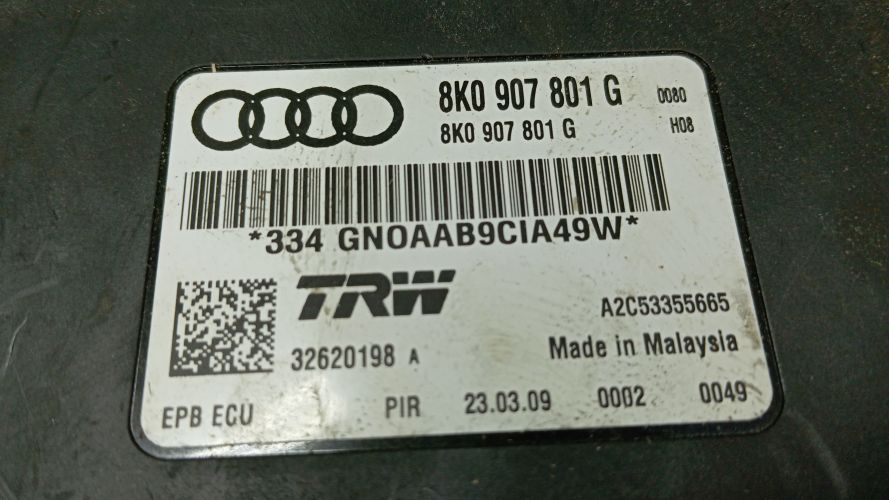 8K0 907 801 G 0080
8K0 907 801 G H08
*334 GN0AAB9CIA49W*
TRW
A2C53355665
32620198 A
Made in Malaysia
EPB ECU PIR 23.03.09 0002 0049